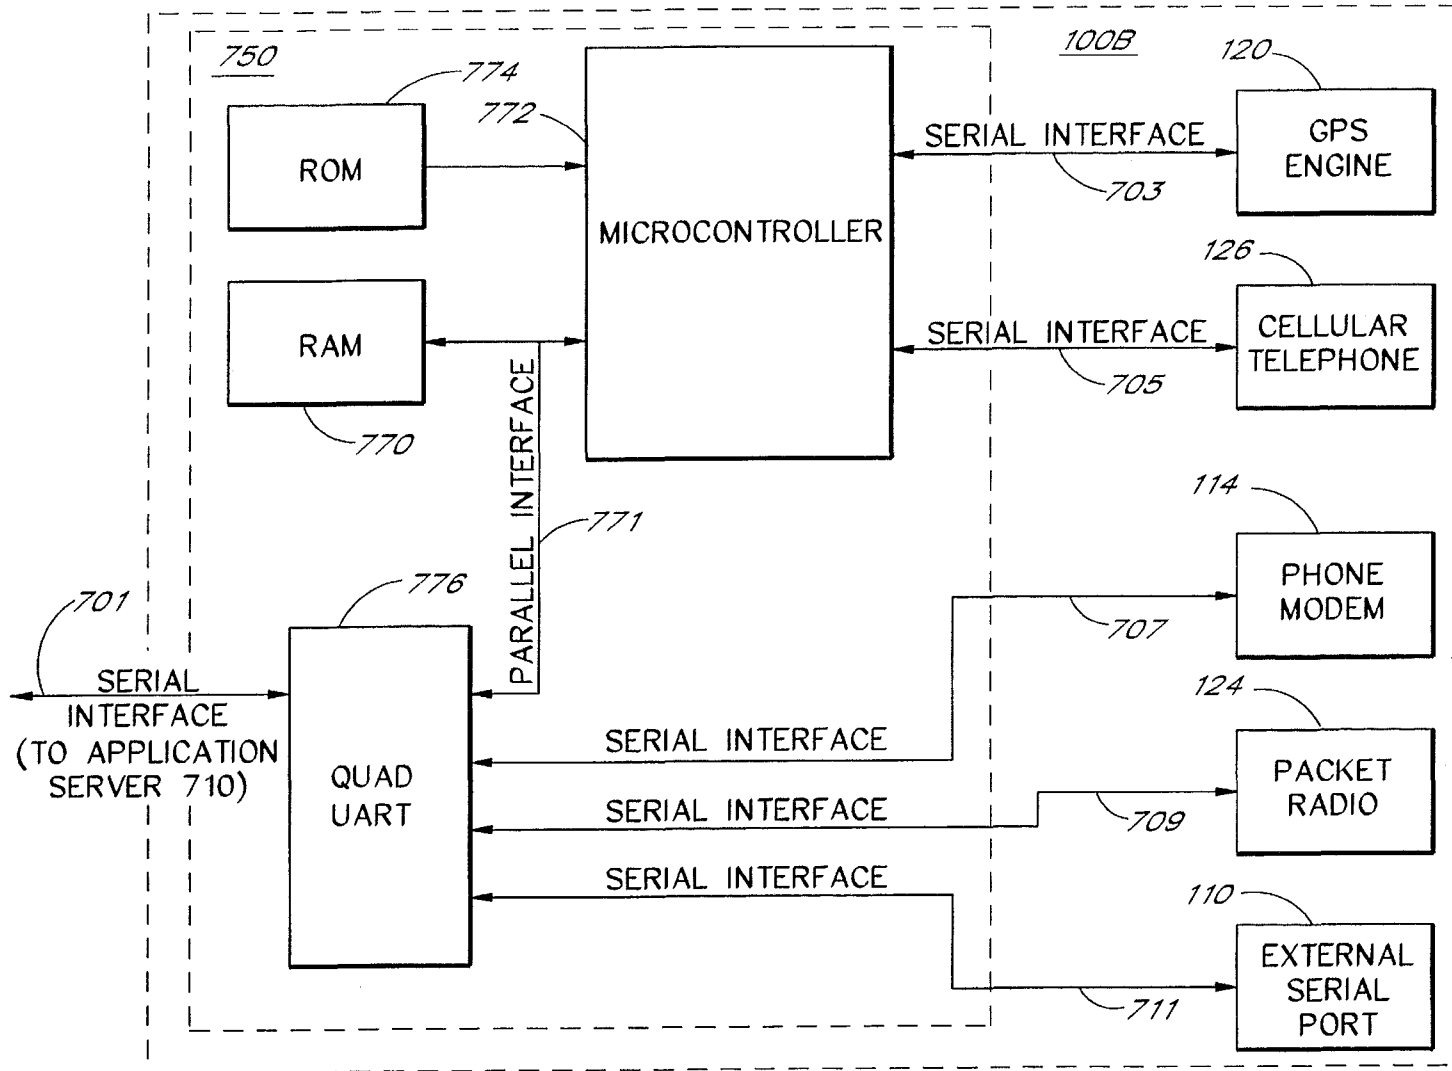 750
774
ROM
772
MICROCONTROLLER
100B
120
SERIAL INTERFACE
703
GPS
ENGINE
RAM
770
126
SERIAL INTERFACE
705
CELLULAR
TELEPHONE
PARALLEL INTERFACE
771
114
PHONE
MODEM
707
701
SERIAL
INTERFACE
(TO APPLICATION
SERVER 710)
776
QUAD
UART
SERIAL INTERFACE
124
PACKET
RADIO
709
SERIAL INTERFACE
SERIAL INTERFACE
110
EXTERNAL
SERIAL
PORT
711